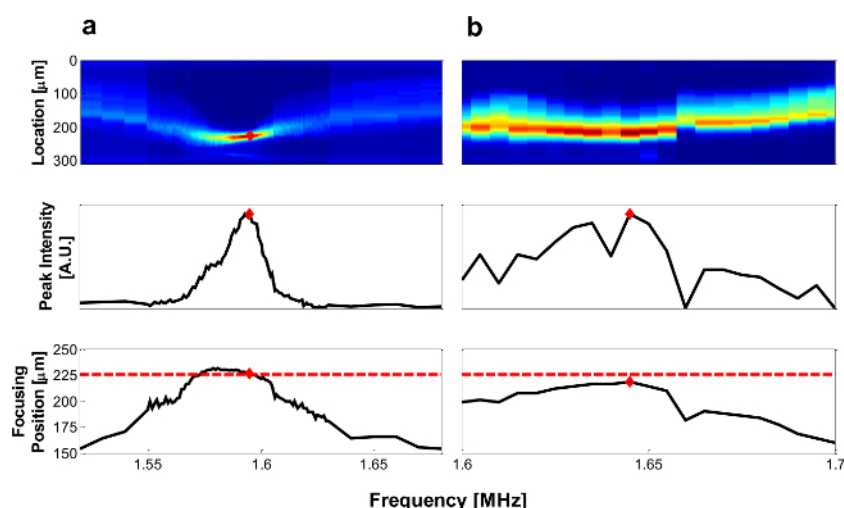 a
b
Location [µm]
0
100
200
300
Peak Intensity
[A.U.]
Focusing
Position [µm]
250
225
200
175
150
1.55
1.6
1.65
1.6
1.65
1.7
Frequency [MHz]